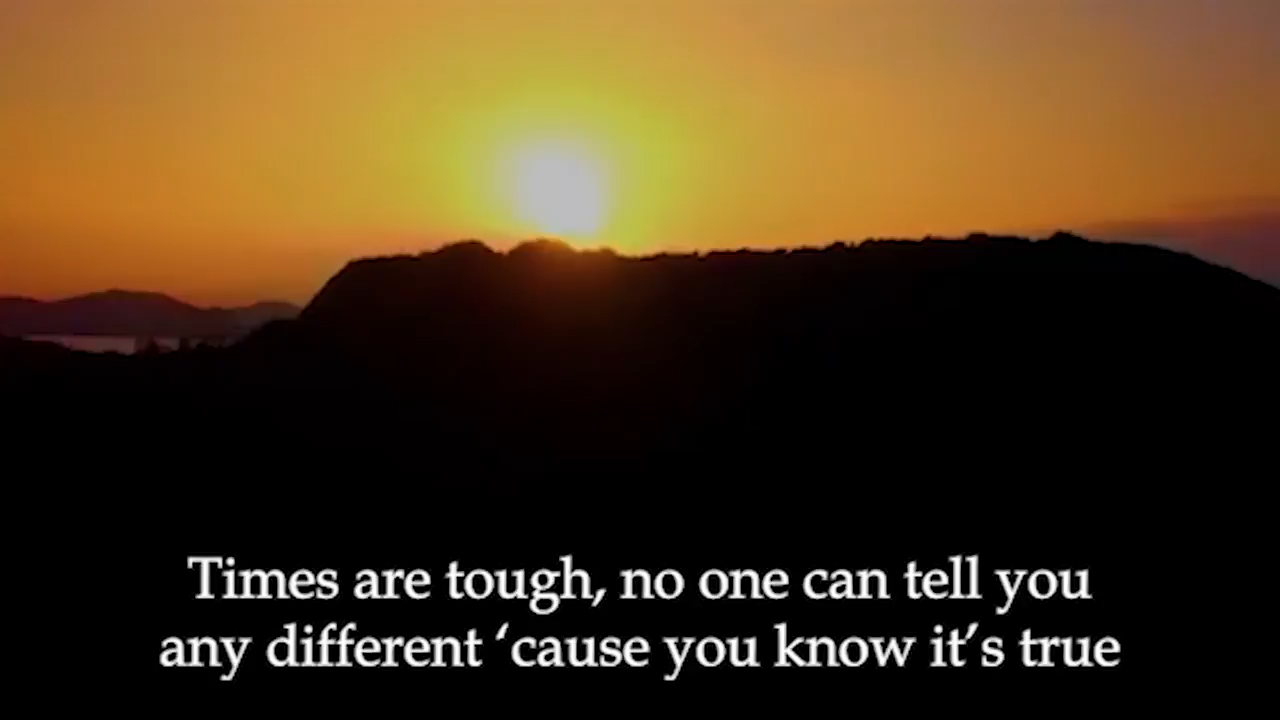 Times are tough, no one can tell you
any different ‘cause you know it’s true